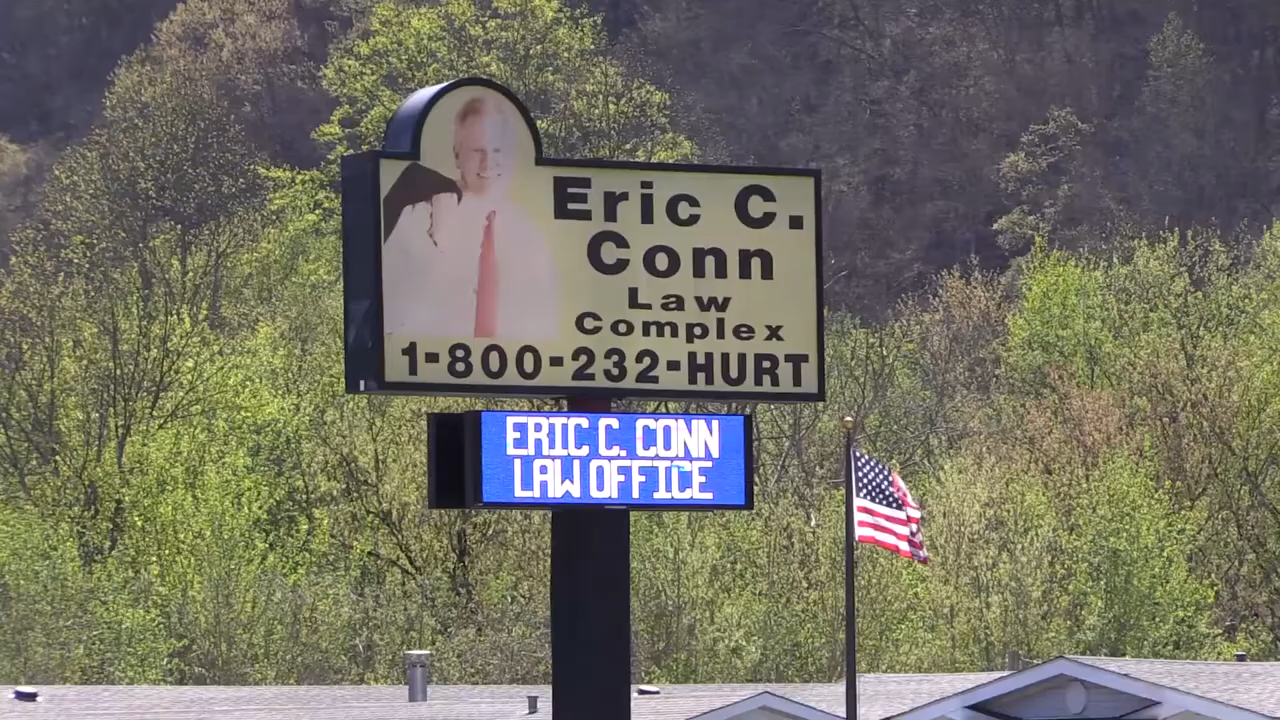 Eric C.
Conn
Law
Complex
1-800-232-HURT
ERIC C. CONN
LAW OFFICE